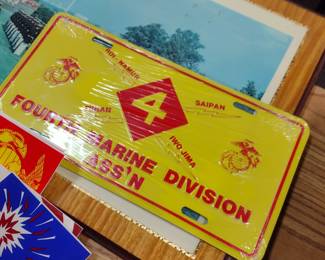 ROI-NAMUR
SAIPAN
4
TINIAN
IWO JIMA
FOURTH MARINE DIVISION
ASS'N